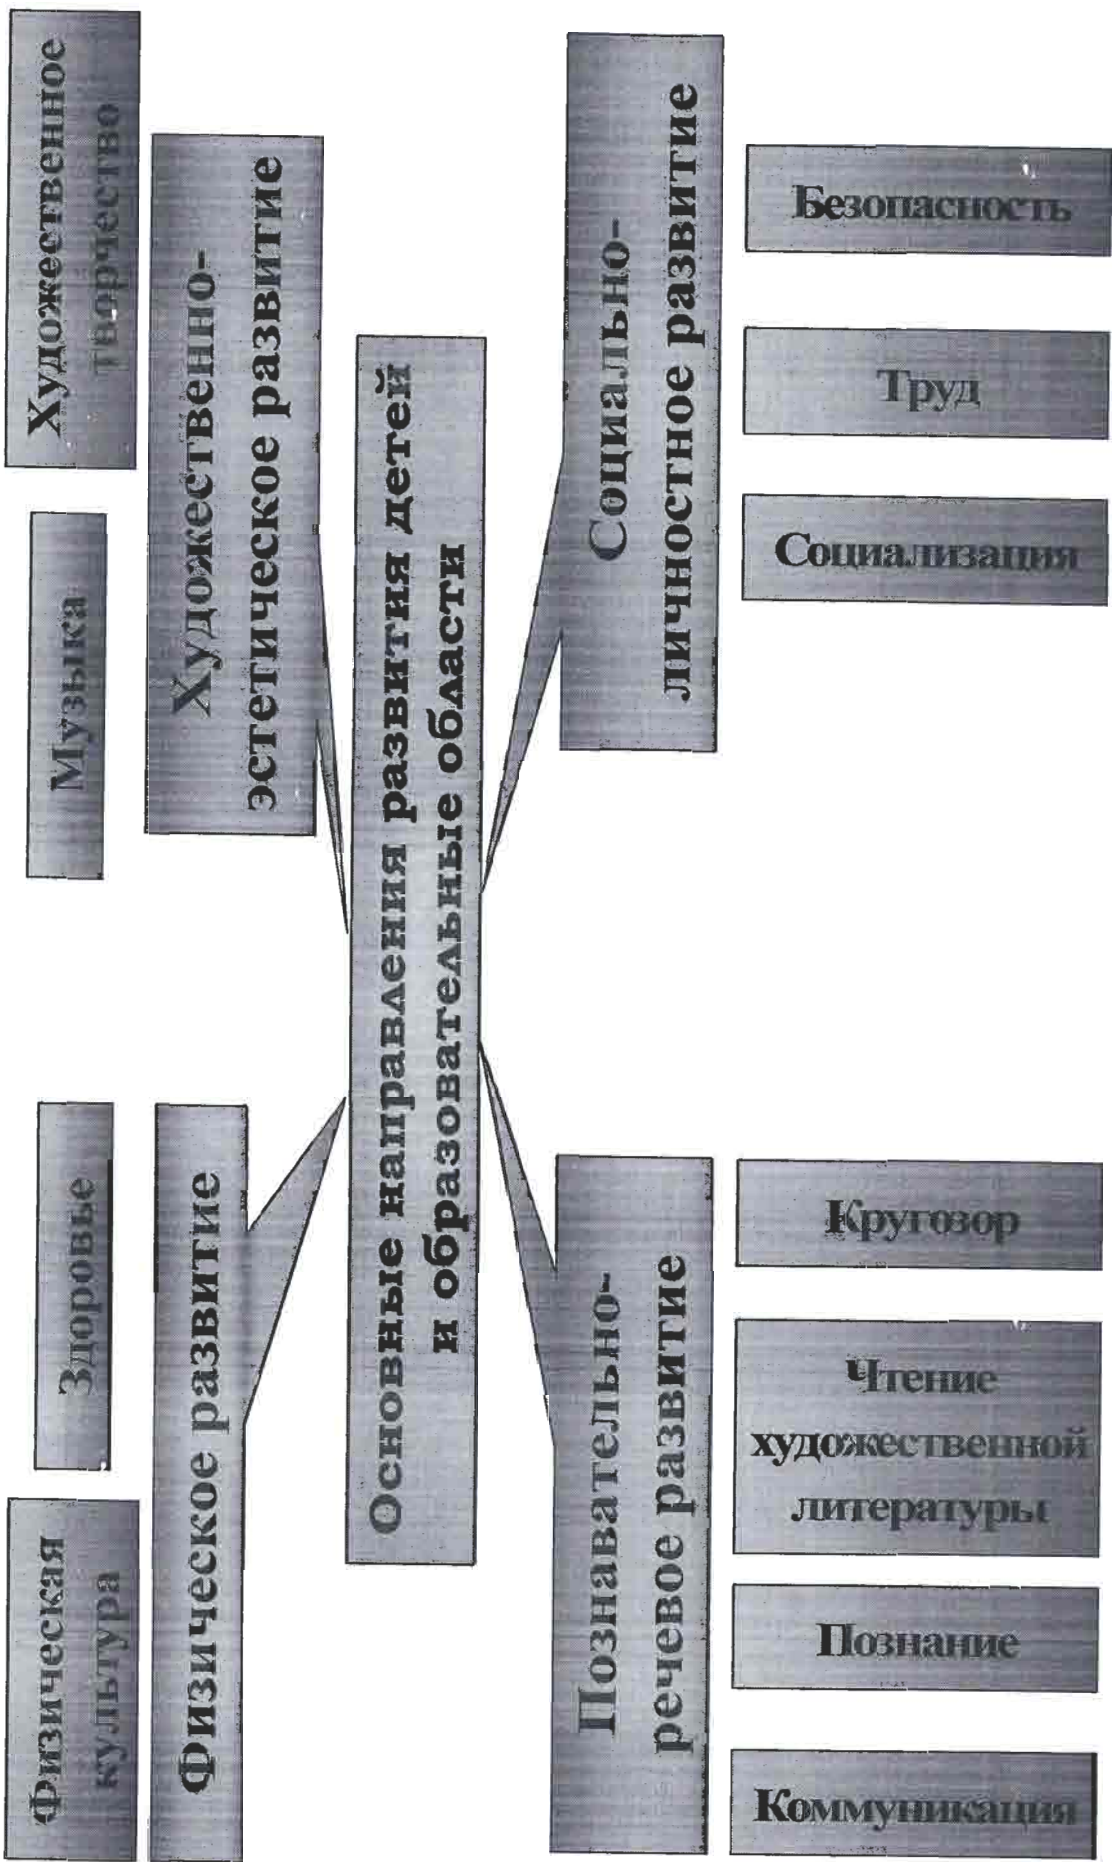 Физическая
культура
Здоровье
Музыка
Художественное
творчество
Физическое развитие
Художественно-
эстетическое развитие
Основные направления развития детей
и образовательные области
Познавательно-
речевое развитие
Социально-
личностное развитие
Коммуникация
Познание
Чтение
художественной
литературы
Кругозор
Социализация
Труд
Безопасность